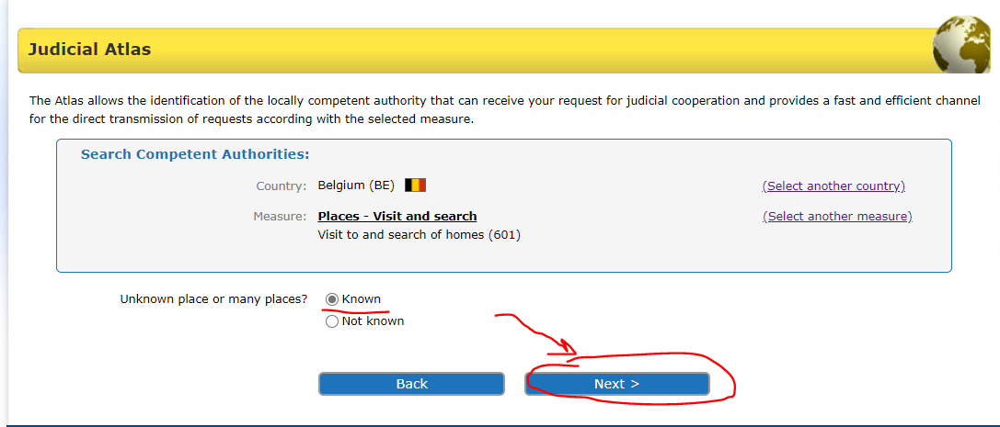 Judicial Atlas
The Atlas allows the identification of the locally competent authority that can receive your request for judicial cooperation and provides a fast and efficient channel
for the direct transmission of requests according with the selected measure.
Search Competent Authorities:
Country: Belgium (BE) (Select another country)
Measure: Places - Visit and search (Select another measure)
Visit to and search of homes (601)
Unknown place or many places? Known
Not known
Back Next >